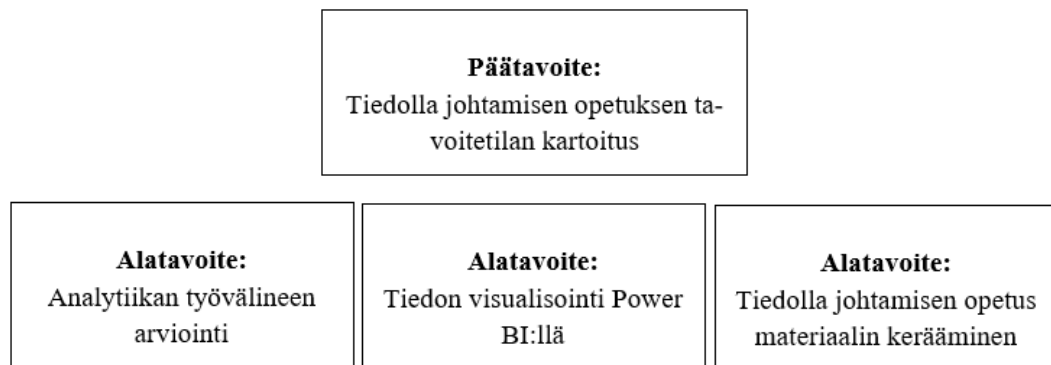 Päätavoite:
Tiedolla johtamisen opetuksen ta-
voitetilan kartoitus
Alatavoite:
Analytiikan työvälineen
arviointi
Alatavoite:
Tiedon visualisointi Power
BI:llä
Alatavoite:
Tiedolla johtamisen opetus
materiaalin kerääminen